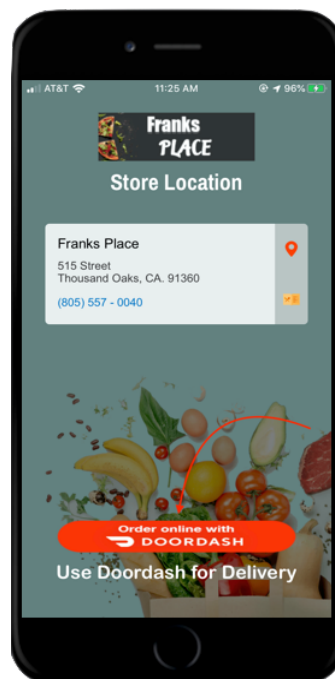 AT&T 11:25 AM 96%
Franks
PLACE
Store Location
Franks Place
515 Street
Thousand Oaks, CA. 91360
(805) 557 - 0040
Order online with
DOORDASH
Use Doordash for Delivery